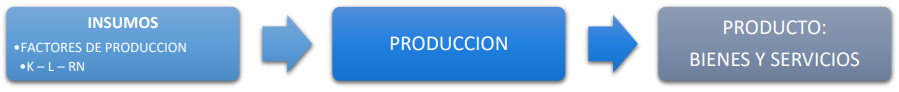 INSUMOS
•FACTORES DE PRODUCCION
•K – L – RN
PRODUCCION
PRODUCTO:
BIENES Y SERVICIOS